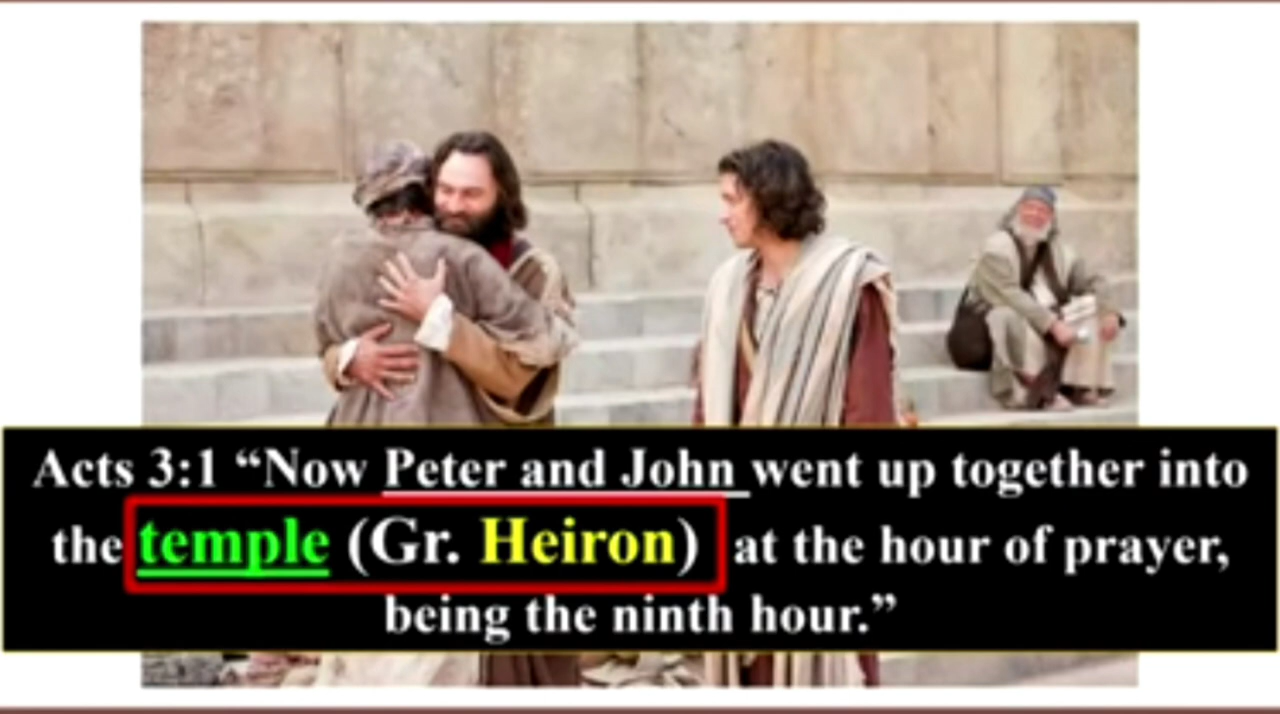 Acts 3:1 “Now Peter and John went up together into
the temple (Gr. Heiron) at the hour of prayer,
being the ninth hour.”